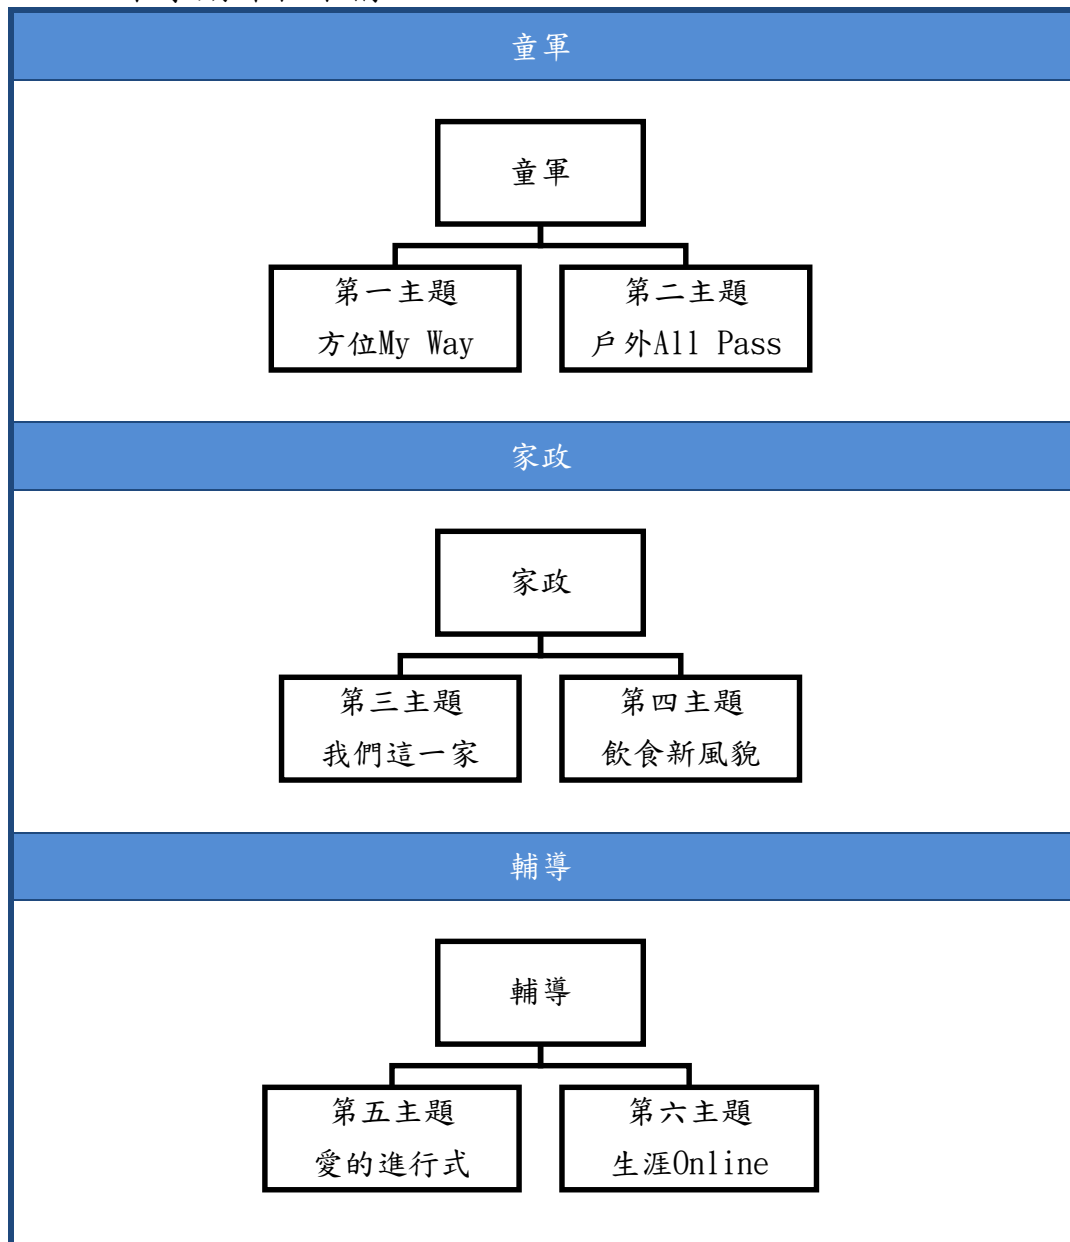 童軍
童軍
第一主題
方位My Way
第二主題
戶外All Pass
家政
家政
第三主題
我們這一家
第四主題
飲食新風貌
輔導
輔導
第五主題
愛的進行式
第六主題
生涯Online